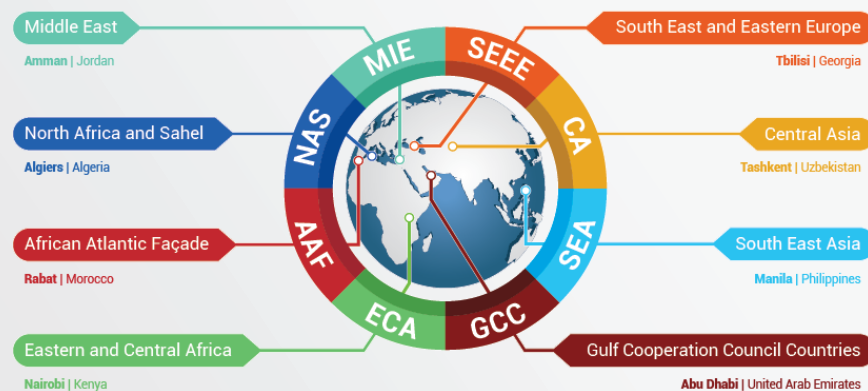 Middle East
Amman | Jordan
North Africa and Sahel
Algiers | Algeria
African Atlantic Façade
Rabat | Morocco
Eastern and Central Africa
Nairobi | Kenya
MIE
SEEE
NAS
CA
AAF
SEA
ECA
GCC
South East and Eastern Europe
Tbilisi | Georgia
Central Asia
Tashkent | Uzbekistan
South East Asia
Manila | Philippines
Gulf Cooperation Council Countries
Abu Dhabi | United Arab Emirates